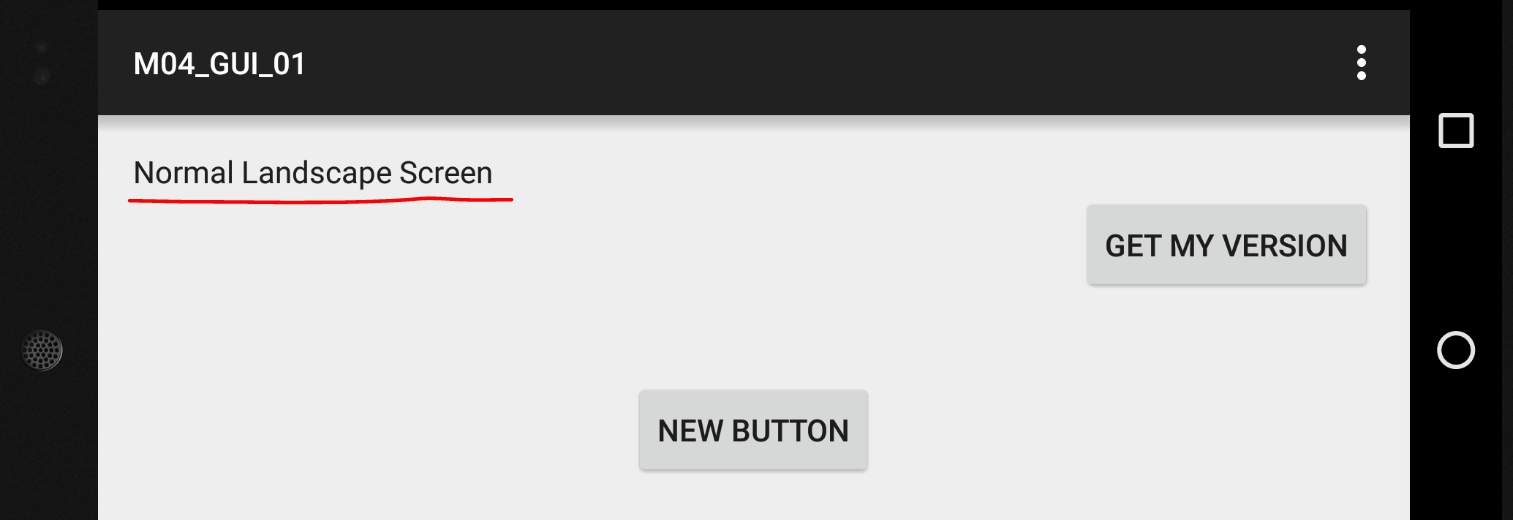 M04_GUI_01
Normal Landscape Screen
GET MY VERSION
NEW BUTTON